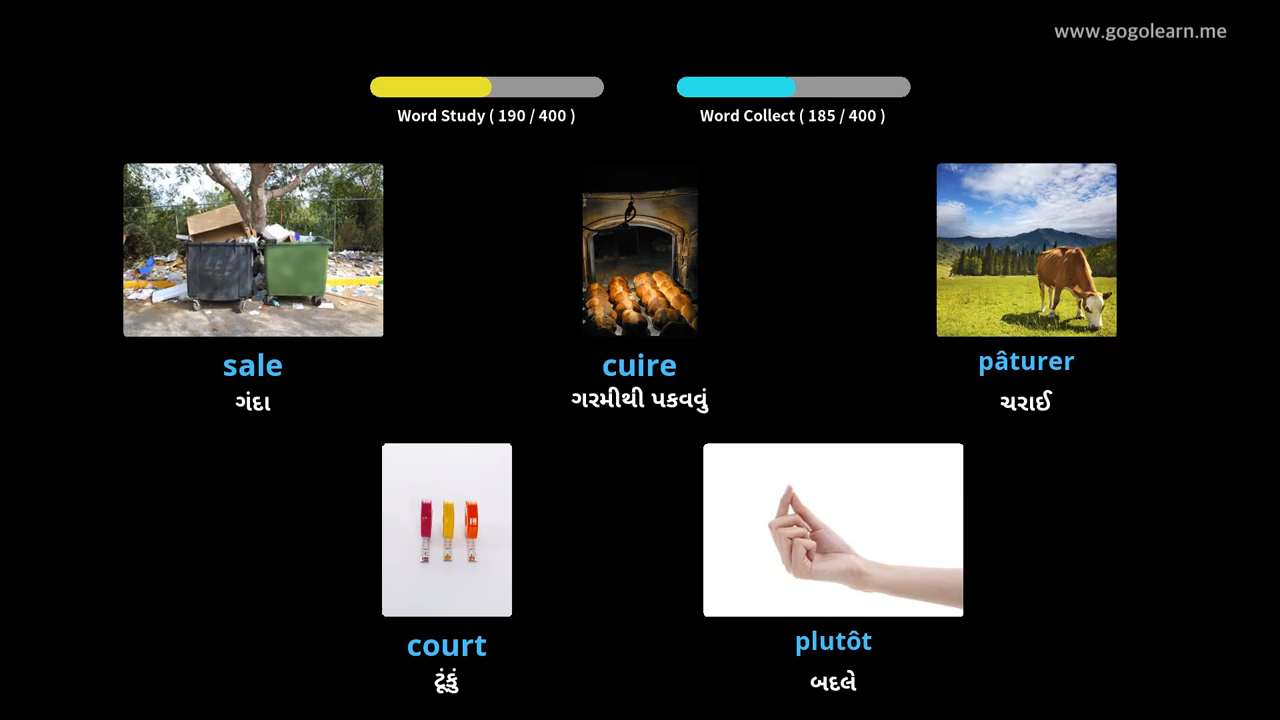 www.gogolearn.me
Word Study ( 190 / 400 )
Word Collect ( 185 / 400 )
sale
ગંદા
cuire
ગરમીથી પકવવું
pâturer
ચરાઈ
court
ટૂંકું
plutôt
બદલે